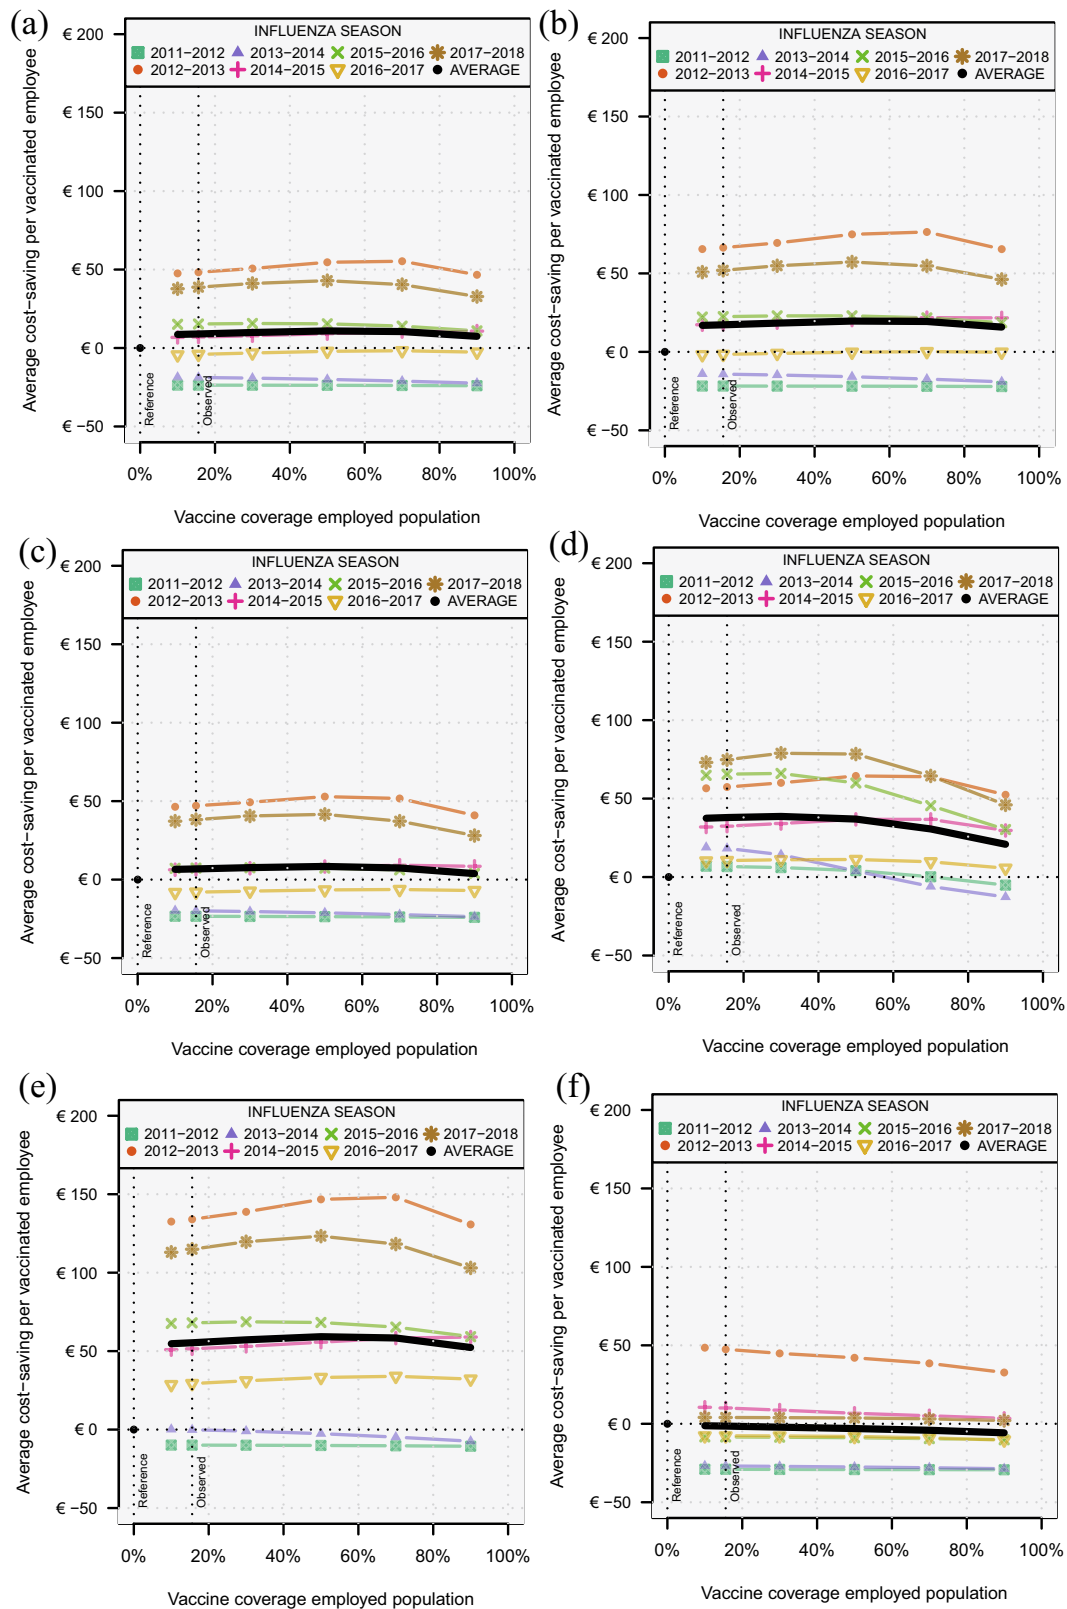 (a)
Average cost−saving per vaccinated employee
INFLUENZA SEASON
2011−2012 2013−2014 2015−2016 2017−2018
2012−2013 2014−2015 2016−2017 AVERAGE
€ 200
€ 150
€ 100
€ 50
€ 0
€ −50
Reference
Observed
0% 20% 40% 60% 80% 100%
Vaccine coverage employed population
(b)
Average cost−saving per vaccinated employee
INFLUENZA SEASON
2011−2012 2013−2014 2015−2016 2017−2018
2012−2013 2014−2015 2016−2017 AVERAGE
€ 200
€ 150
€ 100
€ 50
€ 0
€ −50
Reference
Observed
0% 20% 40% 60% 80% 100%
Vaccine coverage employed population
(c)
Average cost−saving per vaccinated employee
INFLUENZA SEASON
2011−2012 2013−2014 2015−2016 2017−2018
2012−2013 2014−2015 2016−2017 AVERAGE
€ 200
€ 150
€ 100
€ 50
€ 0
€ −50
Reference
Observed
0% 20% 40% 60% 80% 100%
Vaccine coverage employed population
(d)
Average cost−saving per vaccinated employee
INFLUENZA SEASON
2011−2012 2013−2014 2015−2016 2017−2018
2012−2013 2014−2015 2016−2017 AVERAGE
€ 200
€ 150
€ 100
€ 50
€ 0
€ −50
Reference
Observed
0% 20% 40% 60% 80% 100%
Vaccine coverage employed population
(e)
Average cost−saving per vaccinated employee
INFLUENZA SEASON
2011−2012 2013−2014 2015−2016 2017−2018
2012−2013 2014−2015 2016−2017 AVERAGE
€ 200
€ 150
€ 100
€ 50
€ 0
€ −50
Reference
Observed
0% 20% 40% 60% 80% 100%
Vaccine coverage employed population
(f)
Average cost−saving per vaccinated employee
INFLUENZA SEASON
2011−2012 2013−2014 2015−2016 2017−2018
2012−2013 2014−2015 2016−2017 AVERAGE
€ 200
€ 150
€ 100
€ 50
€ 0
€ −50
Reference
Observed
0% 20% 40% 60% 80% 100%
Vaccine coverage employed population